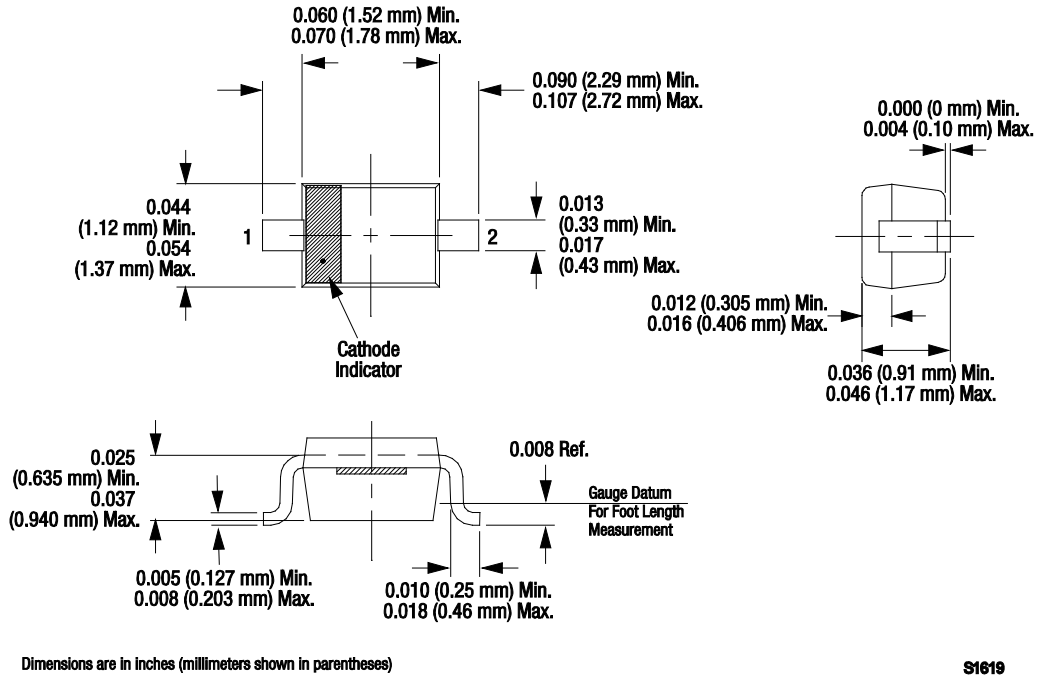 0.060 (1.52 mm) Min.
0.070 (1.78 mm) Max.
0.090 (2.29 mm) Min.
0.107 (2.72 mm) Max.
0.000 (0 mm) Min.
0.004 (0.10 mm) Max.
0.044
(1.12 mm) Min.
0.054
(1.37 mm) Max.
1
2
0.013
(0.33 mm) Min.
0.017
(0.43 mm) Max.
0.012 (0.305 mm) Min.
0.016 (0.406 mm) Max.
Cathode
Indicator
0.036 (0.91 mm) Min.
0.046 (1.17 mm) Max.
0.025
(0.635 mm) Min.
0.037
(0.940 mm) Max.
0.008 Ref.
Gauge Datum
For Foot Length
Measurement
0.005 (0.127 mm) Min.
0.008 (0.203 mm) Max.
0.010 (0.25 mm) Min.
0.018 (0.46 mm) Max.
Dimensions are in inches (millimeters shown in parentheses)
S1619